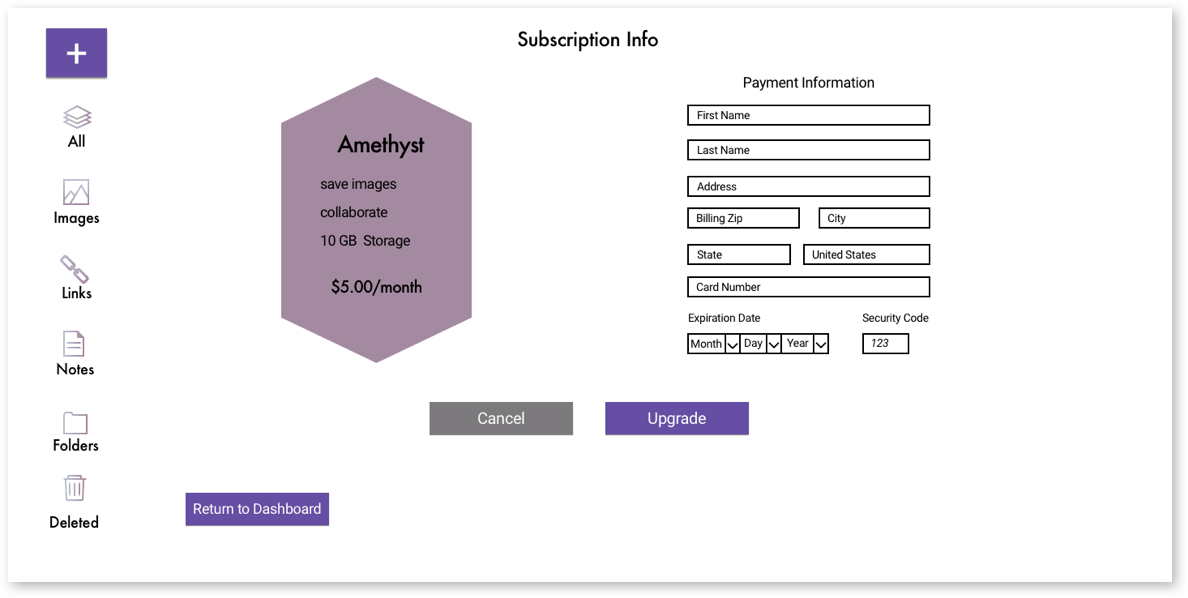 Subscription Info
+
All
Images
Links
Notes
Folders
Deleted
Amethyst
save images
collaborate
10 GB Storage
$5.00/month
Payment Information
First Name
Last Name
Address
Billing Zip City
State United States
Card Number
Expiration Date Security Code
Month Day Year 123
Cancel Upgrade
Return to Dashboard